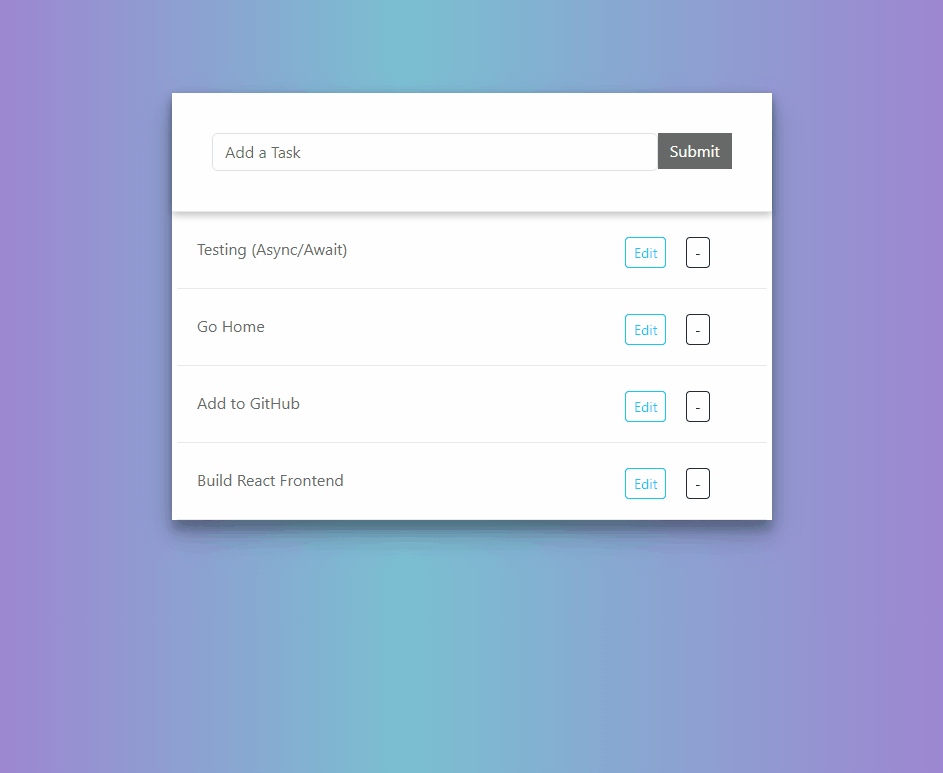 Add a Task Submit
Testing (Async/Await) Edit -
Go Home Edit -
Add to GitHub Edit -
Build React Frontend Edit -